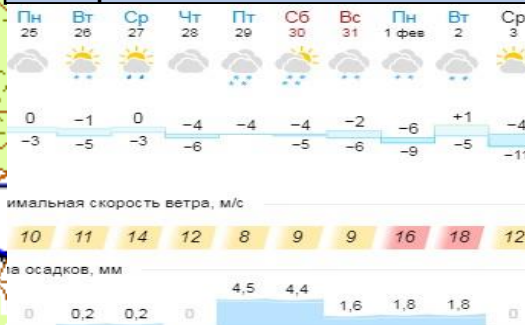 Пн Вт Ср Чт Пт Сб Вс Пн Вт Ср
25 26 27 28 29 30 31 1 фев 2 3
0 −1 0 −4 −4 −4 −2 −6 +1 −4
−3 −5 −3 −6 −5 −6 −9 −5 −11
имальная скорость ветра, м/с
10 11 14 12 8 9 9 16 18 12
а осадков, мм
0 0,2 0,2 0 4,5 4,4 1,6 1,8 1,8 0